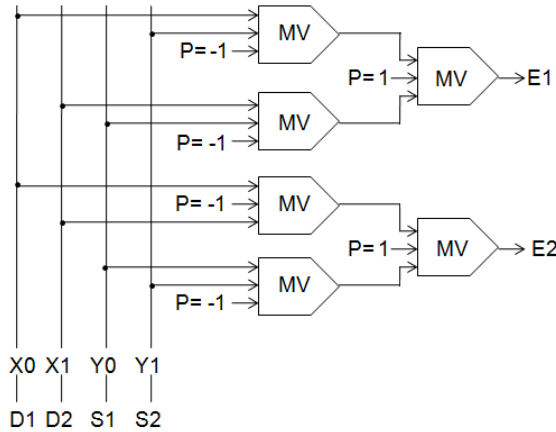 MV
P= -1
MV
P= 1
E1
MV
P= -1
MV
P= -1
MV
P= 1
E2
MV
P= -1
X0 X1 Y0 Y1
D1 D2 S1 S2